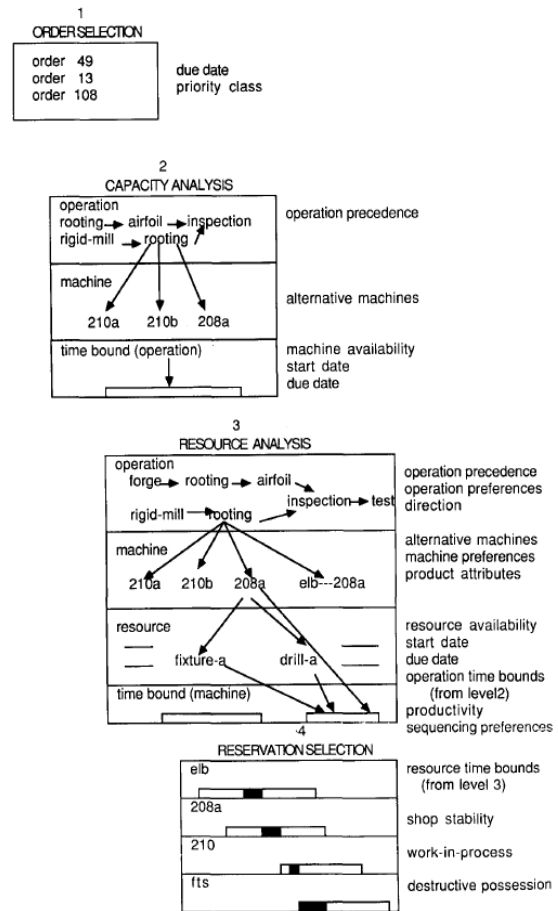 1
ORDER SELECTION
order 49
order 13
order 108
due date
priority class
2
CAPACITY ANALYSIS
operation
rooting airfoil inspection
rigid-mill rooting
operation precedence
machine
210a 210b 208a
alternative machines
time bound (operation)
machine availability
start date
due date
3
RESOURCE ANALYSIS
operation
forge rooting airfoil
inspection test
rigid-mill rooting
operation precedence
operation preferences
direction
machine
210a 210b 208a elb---208a
alternative machines
machine preferences
product attributes
resource
fixture-a drill-a
resource availability
start date
due date
operation time bounds
(from level2)
time bound (machine)
productivity
sequencing preferences
4
RESERVATION SELECTION
elb
resource time bounds
(from level 3)
208a
shop stability
210
work-in-process
fts
destructive possession